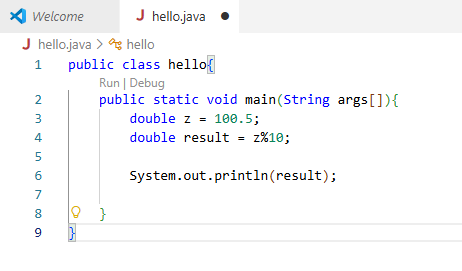 Welcome J hello.java ●
J hello.java > hello
1 public class hello{
Run | Debug
2 public static void main(String args[]){
3 double z = 100.5;
4 double result = z%10;
5
6 System.out.println(result);
7
8 }
9 }